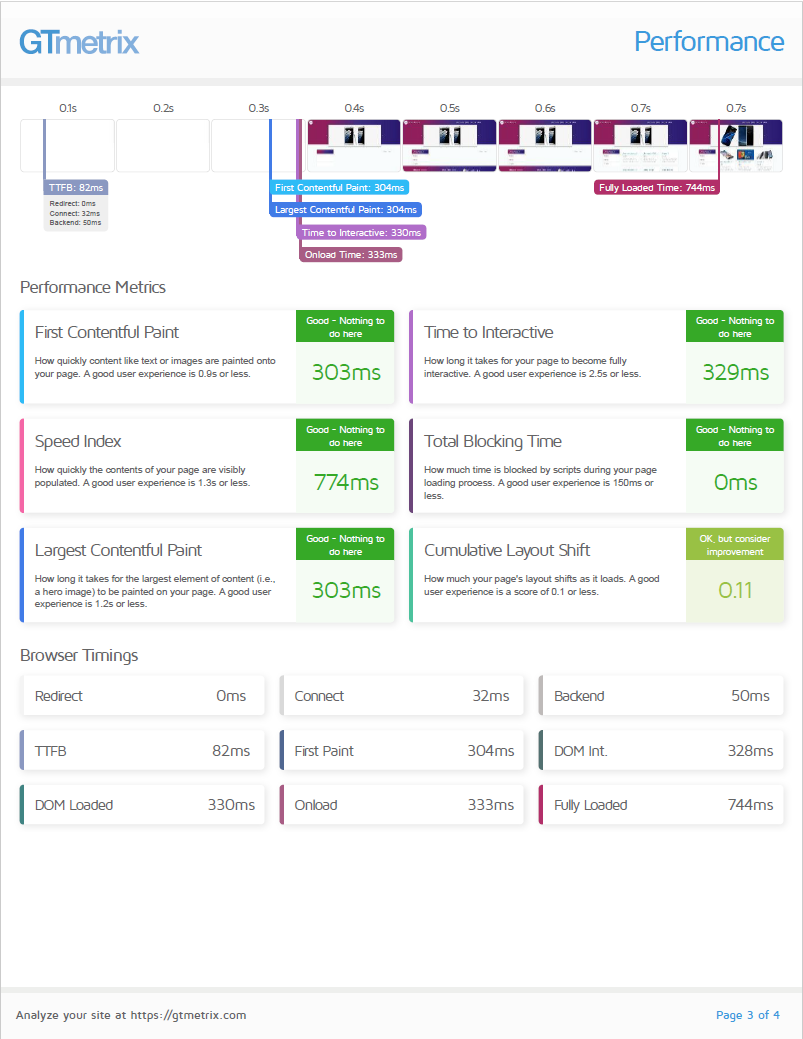 GTmetrix
Performance
0.1s 0.2s 0.3s 0.4s 0.5s 0.6s 0.7s 0.7s
TTFB: 82ms
Redirect: 0ms
Connect: 32ms
Backend: 50ms
First Contentful Paint: 304ms
Fully Loaded Time: 744ms
Largest Contentful Paint: 304ms
Time to Interactive: 330ms
Onload Time: 333ms
Performance Metrics
First Contentful Paint
How quickly content like text or images are painted onto
your page. A good user experience is 0.9s or less.
Good - Nothing to
do here
303ms
Time to Interactive
How long it takes for your page to become fully
interactive. A good user experience is 2.5s or less.
Good - Nothing to
do here
329ms
Speed Index
How quickly the contents of your page are visibly
populated. A good user experience is 1.3s or less.
Good - Nothing to
do here
774ms
Total Blocking Time
How much time is blocked by scripts during your page
loading process. A good user experience is 150ms or
less.
Good - Nothing to
do here
0ms
Largest Contentful Paint
How long it takes for the largest element of content (i.e.,
a hero image) to be painted on your page. A good user
experience is 1.2s or less.
Good - Nothing to
do here
303ms
Cumulative Layout Shift
How much your page's layout shifts as it loads. A good
user experience is a score of 0.1 or less.
OK, but consider
improvement
0.11
Browser Timings
Redirect 0ms
Connect 32ms
Backend 50ms
TTFB 82ms
First Paint 304ms
DOM Int. 328ms
DOM Loaded 330ms
Onload 333ms
Fully Loaded 744ms
Analyze your site at https://gtmetrix.com
Page 3 of 4